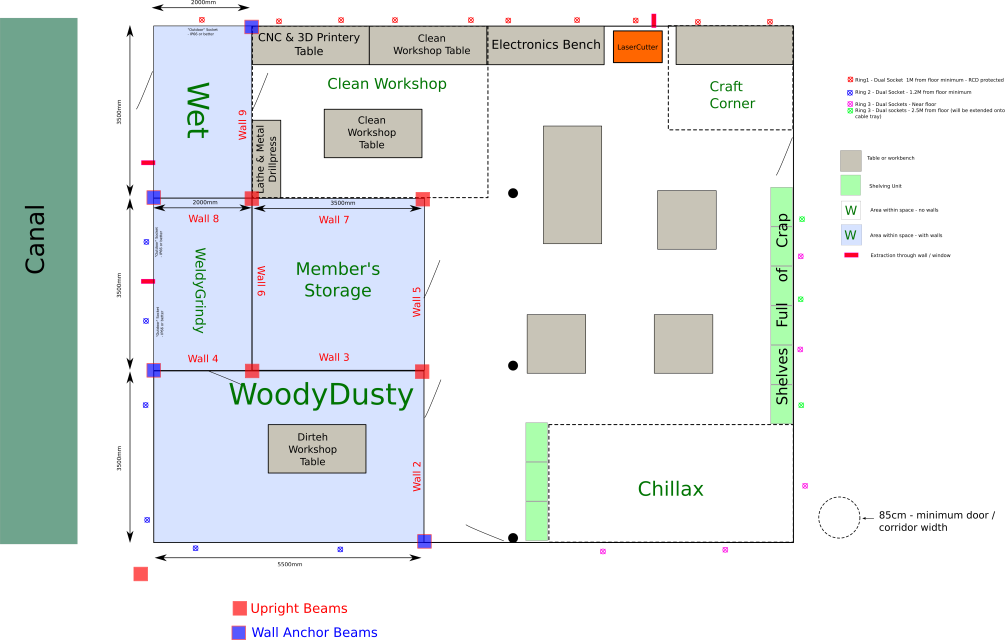 2000mm
"Outdoor" Socket
- IP66 or better
CNC & 3D Printery
Table
Clean
Workshop Table
Electronics Bench
LaserCutter
Clean Workshop
Craft
Corner
Wet
Wall 9
3500mm
Clean
Workshop
Table
Lathe & Metal
Drillpress
Canal
2000mm
3500mm
Wall 8
Wall 7
"Outdoor" Socket
- IP66 or better
WeldyGrindy
Wall 6
Member's
Storage
Wall 5
3500mm
"Outdoor" Socket
- IP66 or better
Wall 4
Wall 3
Shelves Full of Crap
WoodyDusty
Dirteh
Workshop
Table
Wall 2
3500mm
Chillax
5500mm
Upright Beams
Wall Anchor Beams
Ring1 - Dual Socket 1M from floor minimum - RCD protected
Ring 2 - Dual Socket - 1.2M from floor minimum
Ring 3 - Dual Sockets - Near floor
Ring 3 - Dual sockets - 2.5M from floor (will be extended onto
cable tray)
Table or workbench
Shelving Unit
W
Area within space - no walls
W
Area within space - with walls
Extraction through wall / window
85cm - minimum door /
corridor width